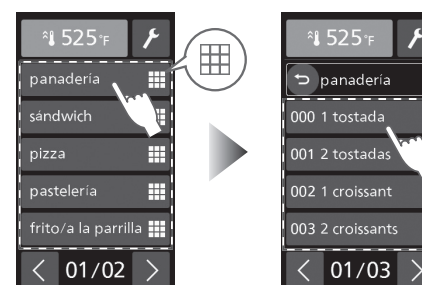 525°F
panadería
sándwich
pizza
pastelería
frito/a la parrilla
01/02
525°F
panadería
000 1 tostada
001 2 tostadas
002 1 croissant
003 2 croissants
01/03